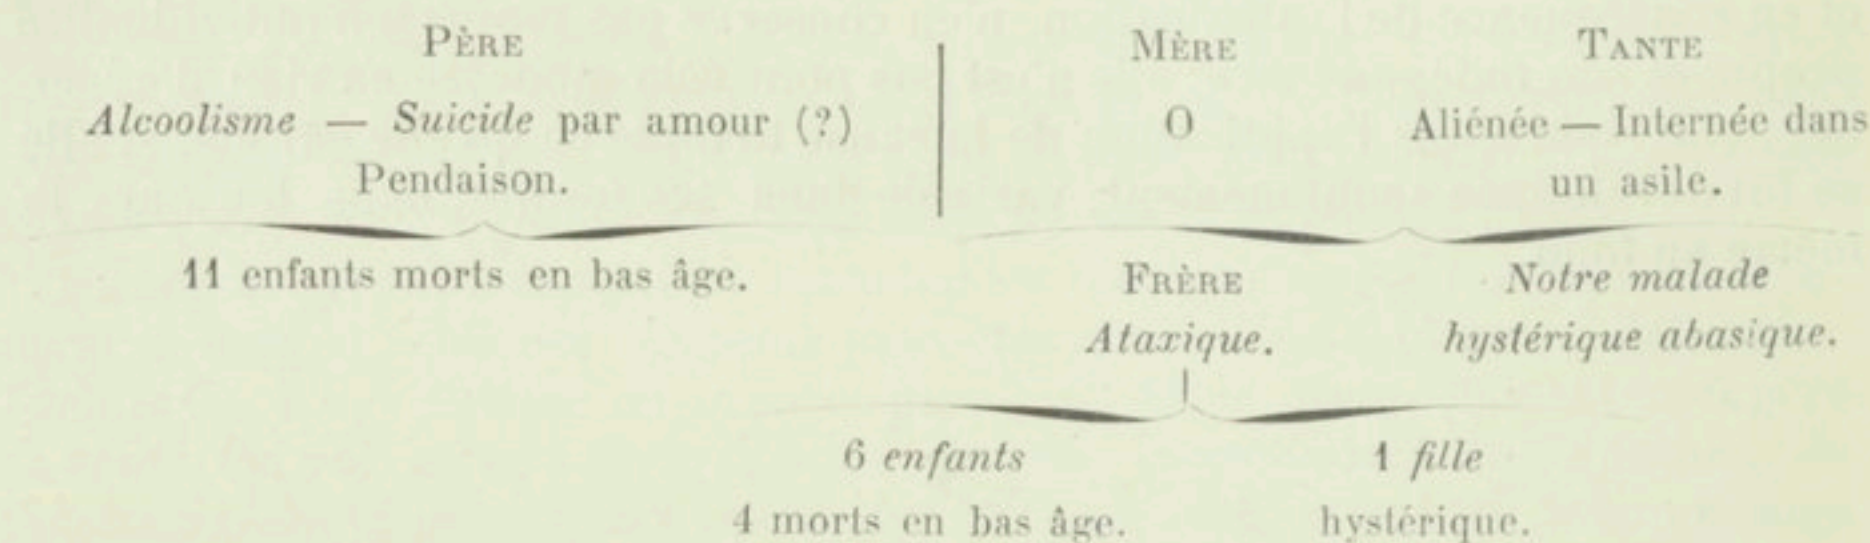 PÈRE
MÈRE
TANTE
Alcoolisme — Suicide par amour (?)
O
Aliénée — Internée dans
Pendaison.
un asile.
11 enfants morts en bas âge.
FRÈRE
Notre malade
Ataxique.
hystérique abasique.
6 enfants
1 fille
4 morts en bas âge.
hystérique.